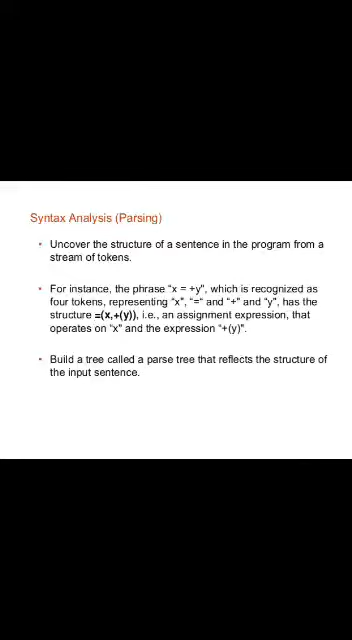 Syntax Analysis (Parsing)
• Uncover the structure of a sentence in the program from a
stream of tokens.
• For instance, the phrase "x = +y", which is recognized as
four tokens, representing "x", "=" and "+" and "y", has the
structure =(x,+(y)), i.e., an assignment expression, that
operates on "x" and the expression "+(y)".
• Build a tree called a parse tree that reflects the structure of
the input sentence.